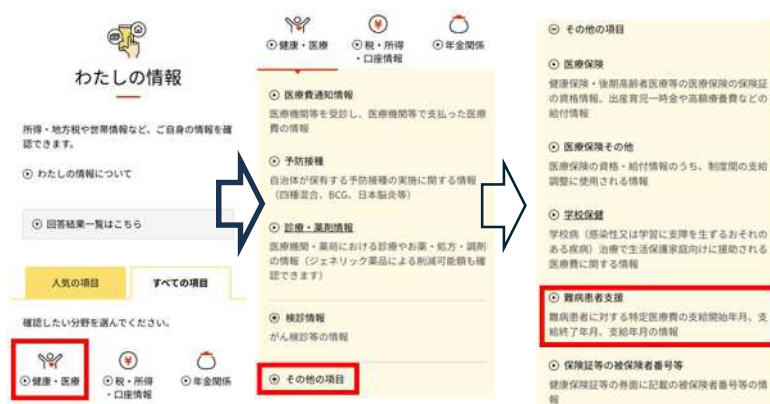 わたしの情報
所得・地方税や世帯情報など、ご自身の情報を確
認できます。
わたしの情報について
回答結果一覧はこちら
人気の項目 すべての項目
確認したい分野を選んでください。
健康・医療 税・所得 年金関係
・口座情報
健康・医療 税・所得 年金関係
・口座情報
医療費通知情報
医療機関等を受診し、医療機関等で支払った医療
費の情報
予防接種
自治体が保有する予防接種の実施に関する情報
（四種混合、BCG、日本脳炎等）
診療・薬剤情報
医療機関・薬局における診療やお薬・処方・調剤
の情報（ジェネリック薬品による削減可能額も確
認できます）
検診情報
がん検診等の情報
その他の項目
その他の項目
医療保険
健康保険・後期高齢者医療等の医療保険の保険証
の資格情報、出産育児一時金や高額療養費などの
給付情報
医療保険その他
医療保険の資格・給付情報のうち、制度間の支給
調整に使用される情報
学校保健
学校病（感染性又は学習に支障を生ずるおそれの
ある疾病）治療で生活保護家庭向けに援助される
医療費に関する情報
難病患者支援
難病患者に対する特定医療費の支給開始年月、支
給終了年月、支給年月の情報
保険証等の被保険者番号等
健康保険証等の券面に記載の被保険者番号等の情
報